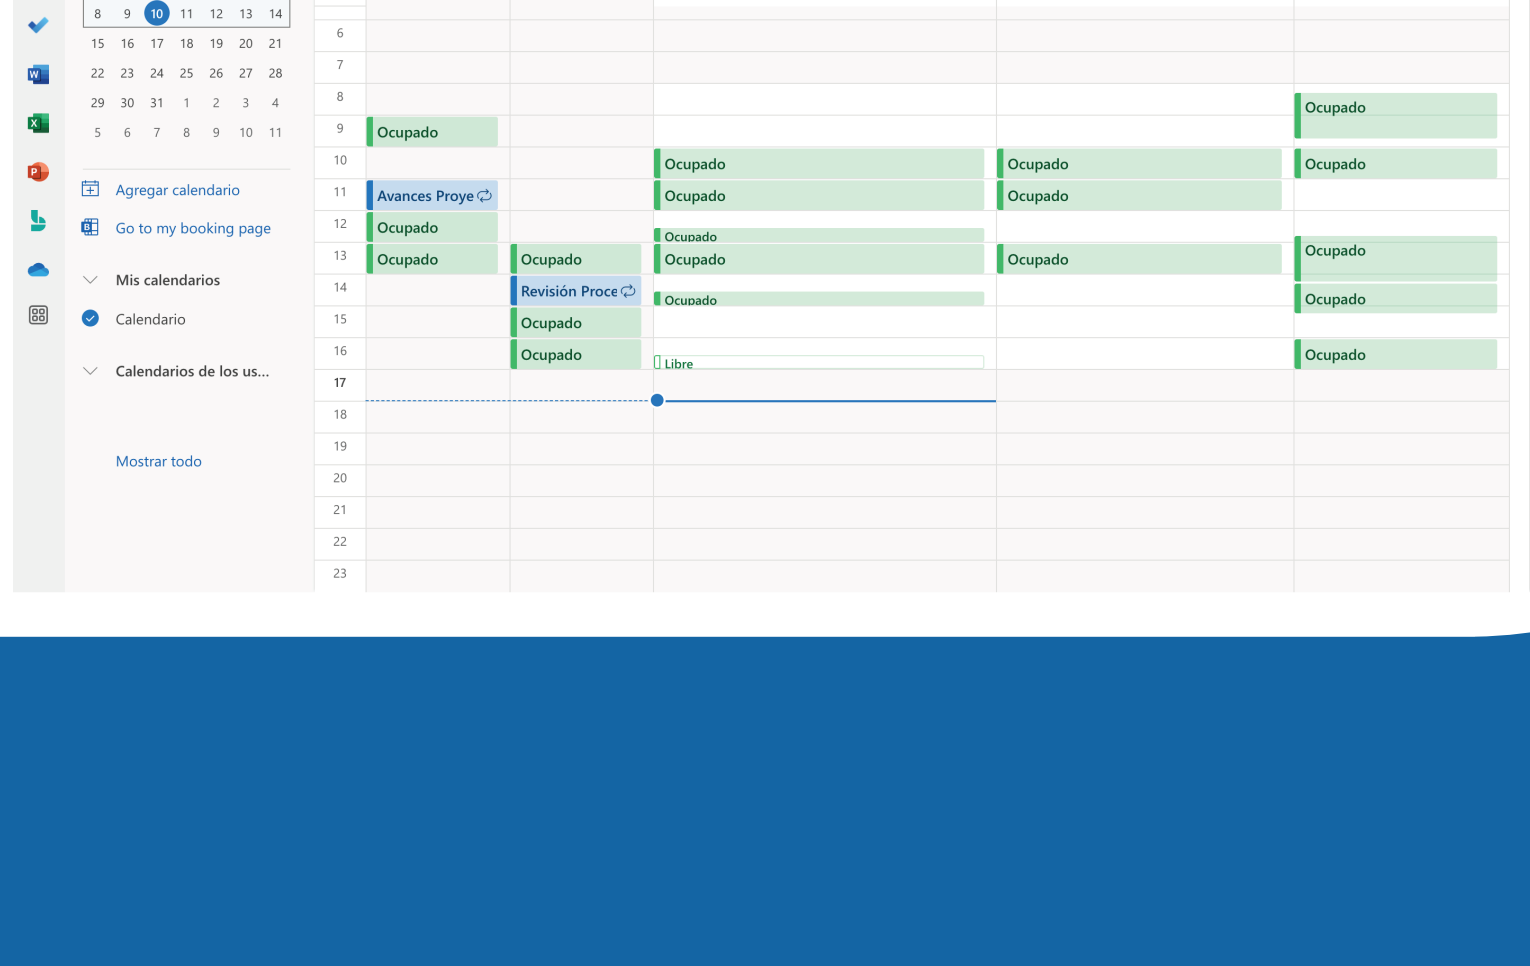 8 9 10 11 12 13 14
15 16 17 18 19 20 21
22 23 24 25 26 27 28
29 30 31 1 2 3 4
5 6 7 8 9 10 11
Agregar calendario
Go to my booking page
Mis calendarios
Calendario
Calendarios de los us...
Mostrar todo
6
7
8
9
10
11
12
13
14
15
16
17
18
19
20
21
22
23
Ocupado
Avances Proye
Ocupado
Ocupado
Ocupado
Revisión Proce
Ocupado
Ocupado
Ocupado
Ocupado
Ocupado
Ocupado
Ocupado
Libre
Ocupado
Ocupado
Ocupado
Ocupado
Ocupado
Ocupado
Ocupado
Ocupado
W
X
P
B